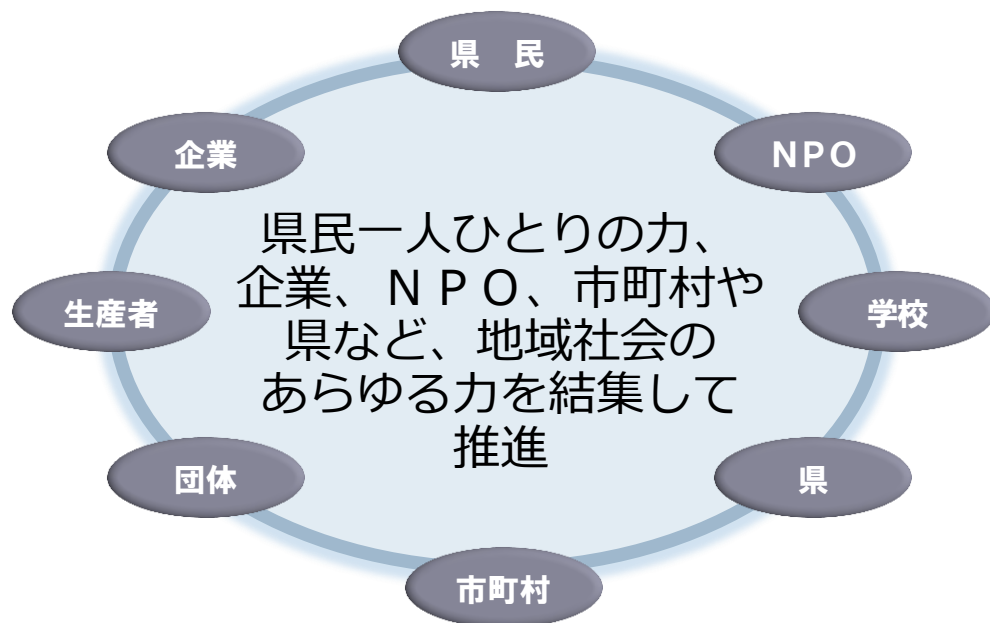 県　民
企業
ＮＰＯ
県民一人ひとりの力、
企業、ＮＰＯ、市町村や
県など、地域社会の
あらゆる力を結集して
推進
生産者
学校
団体
県
市町村